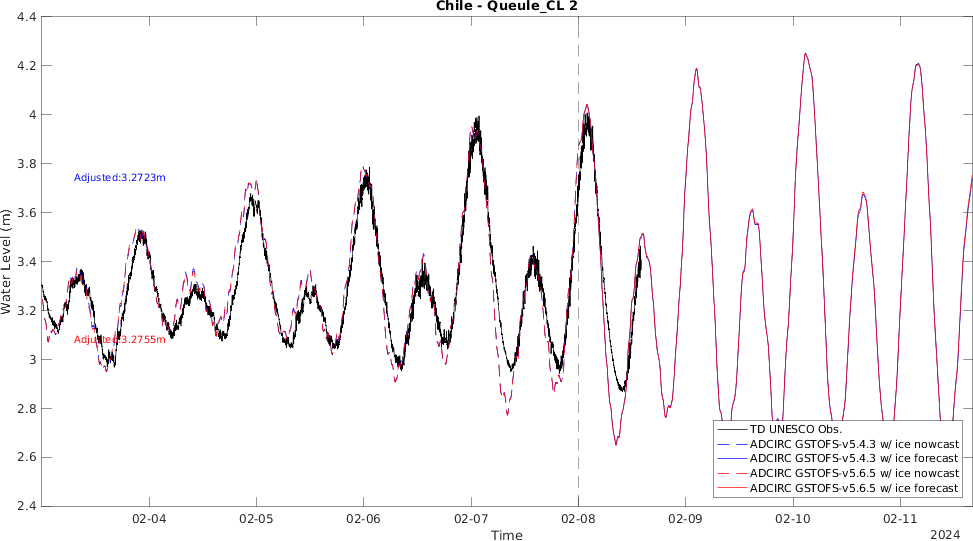 Chile - Queule_CL 2
4.4
4.2
4
3.8
3.6
3.4
3.2
3
2.8
2.6
2.4
Water Level (m)
Adjusted:3.2723m
Adjusted:3.2755m
TD UNESCO Obs.
ADCIRC GSTOFS-v5.4.3 w/ ice nowcast
ADCIRC GSTOFS-v5.4.3 w/ ice forecast
ADCIRC GSTOFS-v5.6.5 w/ ice nowcast
ADCIRC GSTOFS-v5.6.5 w/ ice forecast
02-04 02-05 02-06 02-07 02-08 02-09 02-10 02-11
Time
2024